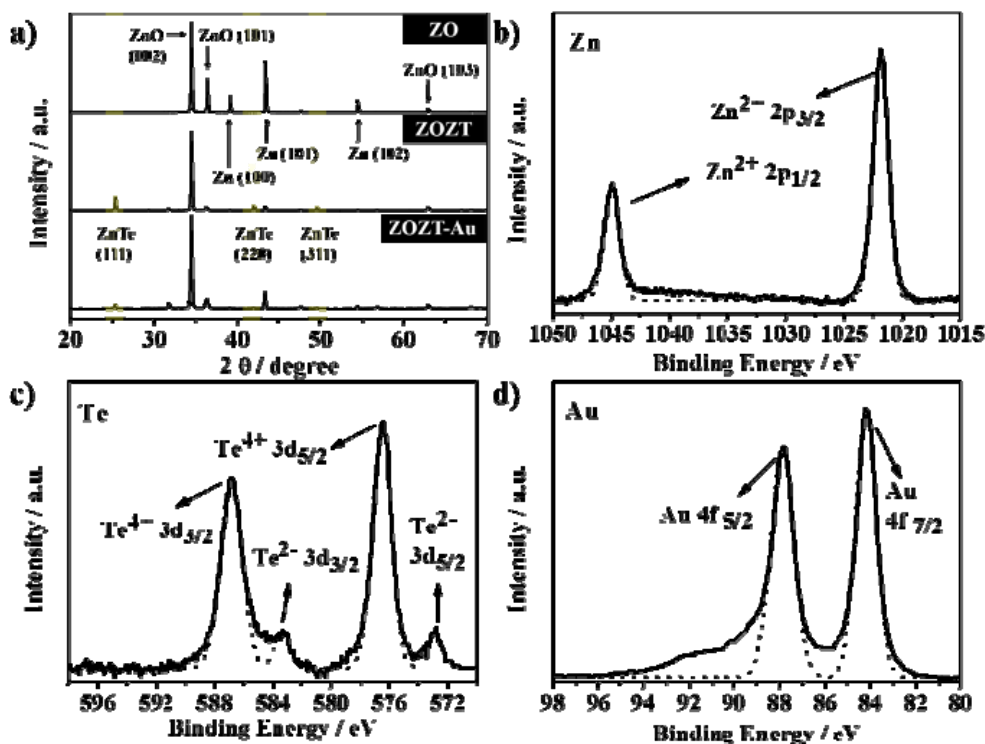 a)
ZO
ZnO
(002)
ZnO (101)
ZnO (103)
ZOZT
Zn (100)
Zn (101)
Zn (102)
ZOZT-Au
ZnTe
(111)
ZnTe
(220)
ZnTe
(311)
Intensity / a.u.
20 30 40 50 60 70
2 θ / degree
b)
Zn
Zn²⁻ 2p3/2
Zn²⁺ 2p1/2
Intensity / a.u.
1050 1045 1040 1035 1030 1025 1020 1015
Binding Energy / eV
c)
Te
Te⁴⁺ 3d5/2
Te⁴⁻ 3d3/2
Te²⁻ 3d3/2
Te²⁻
3d5/2
Intensity / a.u.
596 592 588 584 580 576 572
Binding Energy / eV
d)
Au
Au 4f 5/2
Au
4f 7/2
Intensity / a.u.
98 96 94 92 90 88 86 84 82 80
Binding Energy / eV